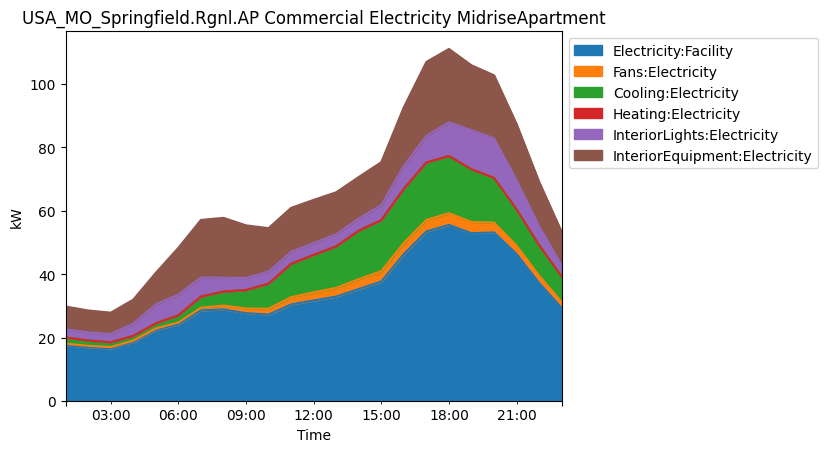 USA_MO_Springfield.Rgnl.AP Commercial Electricity MidriseApartment
Electricity:Facility
Fans:Electricity
Cooling:Electricity
Heating:Electricity
InteriorLights:Electricity
InteriorEquipment:Electricity
kW
100
80
60
40
20
0
03:00 06:00 09:00 12:00 15:00 18:00 21:00
Time